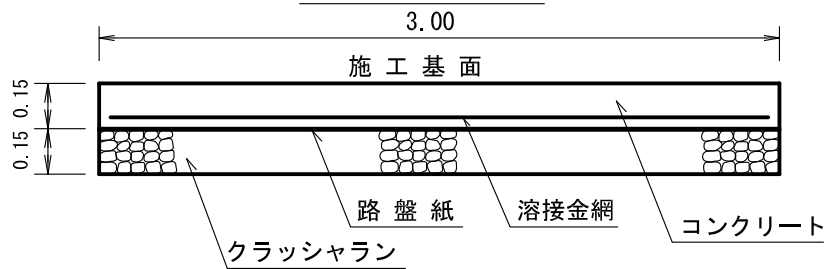 3.00
施工基面
0.15
0.15
路盤紙
溶接金網
コンクリート
クラッシャラン